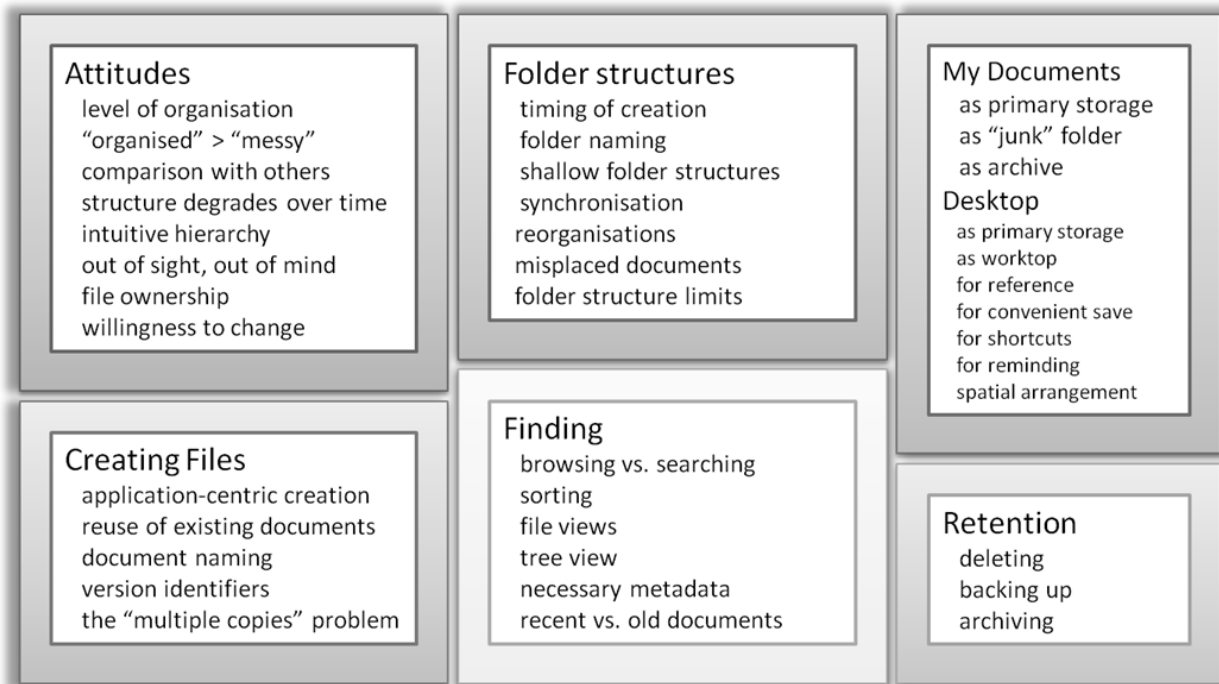 Attitudes
level of organisation
“organised” > “messy”
comparison with others
structure degrades over time
intuitive hierarchy
out of sight, out of mind
file ownership
willingness to change
Creating Files
application-centric creation
reuse of existing documents
document naming
version identifiers
the “multiple copies” problem
Folder structures
timing of creation
folder naming
shallow folder structures
synchronisation
reorganisations
misplaced documents
folder structure limits
Finding
browsing vs. searching
sorting
file views
tree view
necessary metadata
recent vs. old documents
My Documents
as primary storage
as “junk” folder
as archive
Desktop
as primary storage
as worktop
for reference
for convenient save
for shortcuts
for reminding
spatial arrangement
Retention
deleting
backing up
archiving